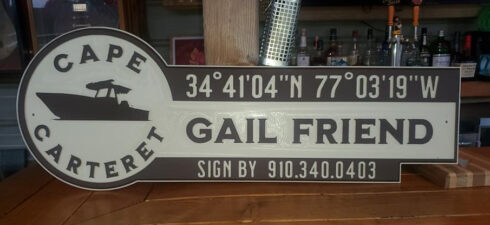 CAPE
CARTERET
34°41'04"N 77°03'19"W
GAIL FRIEND
SIGN BY 910.340.0403